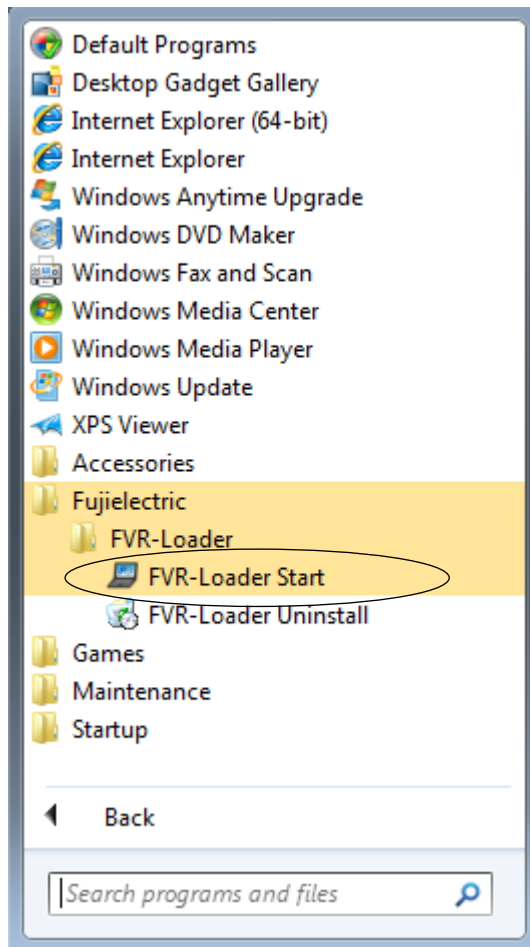 Default Programs
Desktop Gadget Gallery
Internet Explorer (64-bit)
Internet Explorer
Windows Anytime Upgrade
Windows DVD Maker
Windows Fax and Scan
Windows Media Center
Windows Media Player
Windows Update
XPS Viewer
Accessories
Fujielectric
FVR-Loader
FVR-Loader Start
FVR-Loader Uninstall
Games
Maintenance
Startup
Back
Search programs and files